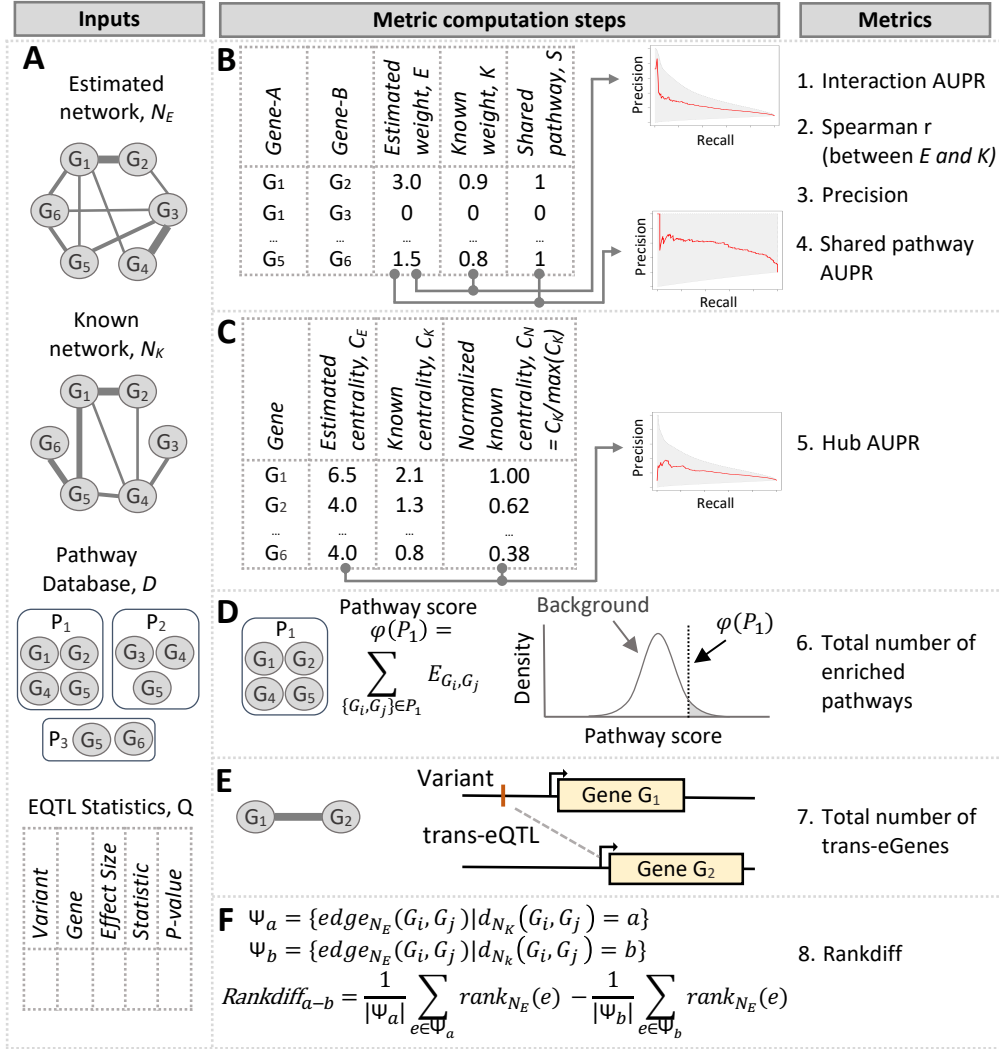 Inputs
Metric computation steps
Metrics
A
Estimated
network, N_E
G1
G2
G6
G3
G5
G4
Known
network, N_K
G1
G2
G6
G3
G5
G4
Pathway
Database, D
P1
G1 G2
G4 G5
P2
G3 G4
G5
P3 G5 G6
EQTL Statistics, Q
Variant
Gene
Effect Size
Statistic
P-value
B
Gene-A
Gene-B
Estimated
weight, E
Known
weight, K
Shared
pathway, S
G1 G2 3.0 0.9 1
G1 G3 0 0 0
... ... ... ... ...
G5 G6 1.5 0.8 1
Precision
Recall
Precision
Recall
1. Interaction AUPR
2. Spearman r
(between E and K)
3. Precision
4. Shared pathway
AUPR
C
Gene
Estimated
centrality, C_E
Known
centrality, C_K
Normalized
known
centrality, C_N
= C_K/max(C_K)
G1 6.5 2.1 1.00
G2 4.0 1.3 0.62
... ... ... ...
G6 4.0 0.8 0.38
Precision
Recall
5. Hub AUPR
D
P1
G1 G2
G4 G5
Pathway score
φ(P1) =
∑ E_{Gi,Gj}
{Gi,Gj}∈P1
Background
φ(P1)
Density
Pathway score
6. Total number of
enriched
pathways
E
G1 G2
Variant
Gene G1
trans-eQTL
Gene G2
7. Total number of
trans-eGenes
F
Ψ_a = {edge_{N_E}(G_i, G_j)|d_{N_K}(G_i, G_j) = a}
Ψ_b = {edge_{N_E}(G_i, G_j)|d_{N_k}(G_i, G_j) = b}
Rankdiff_{a−b} = 1/|Ψ_a| ∑_{e∈Ψ_a} rank_{N_E}(e) − 1/|Ψ_b| ∑_{e∈Ψ_b} rank_{N_E}(e)
8. Rankdiff